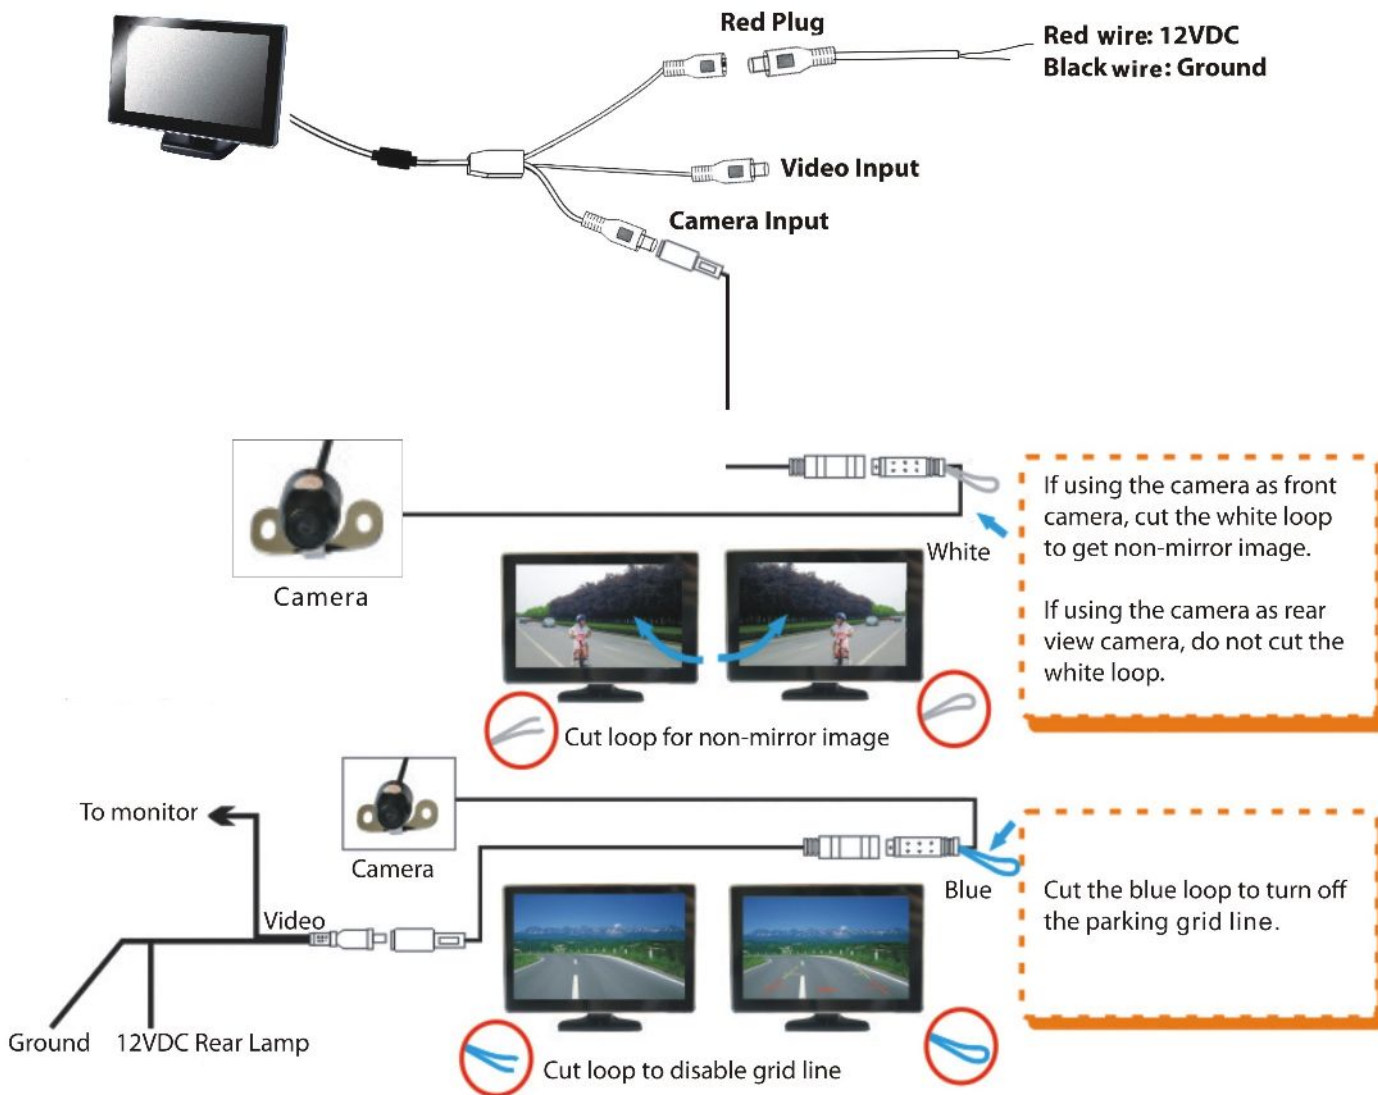 Red Plug
Red wire: 12VDC
Black wire: Ground
Video Input
Camera Input
If using the camera as front
camera, cut the white loop
to get non-mirror image.
If using the camera as rear
view camera, do not cut the
white loop.
White
Camera
Cut loop for non-mirror image
To monitor
Camera
Blue
Cut the blue loop to turn off
the parking grid line.
Video
Ground
12VDC Rear Lamp
Cut loop to disable grid line